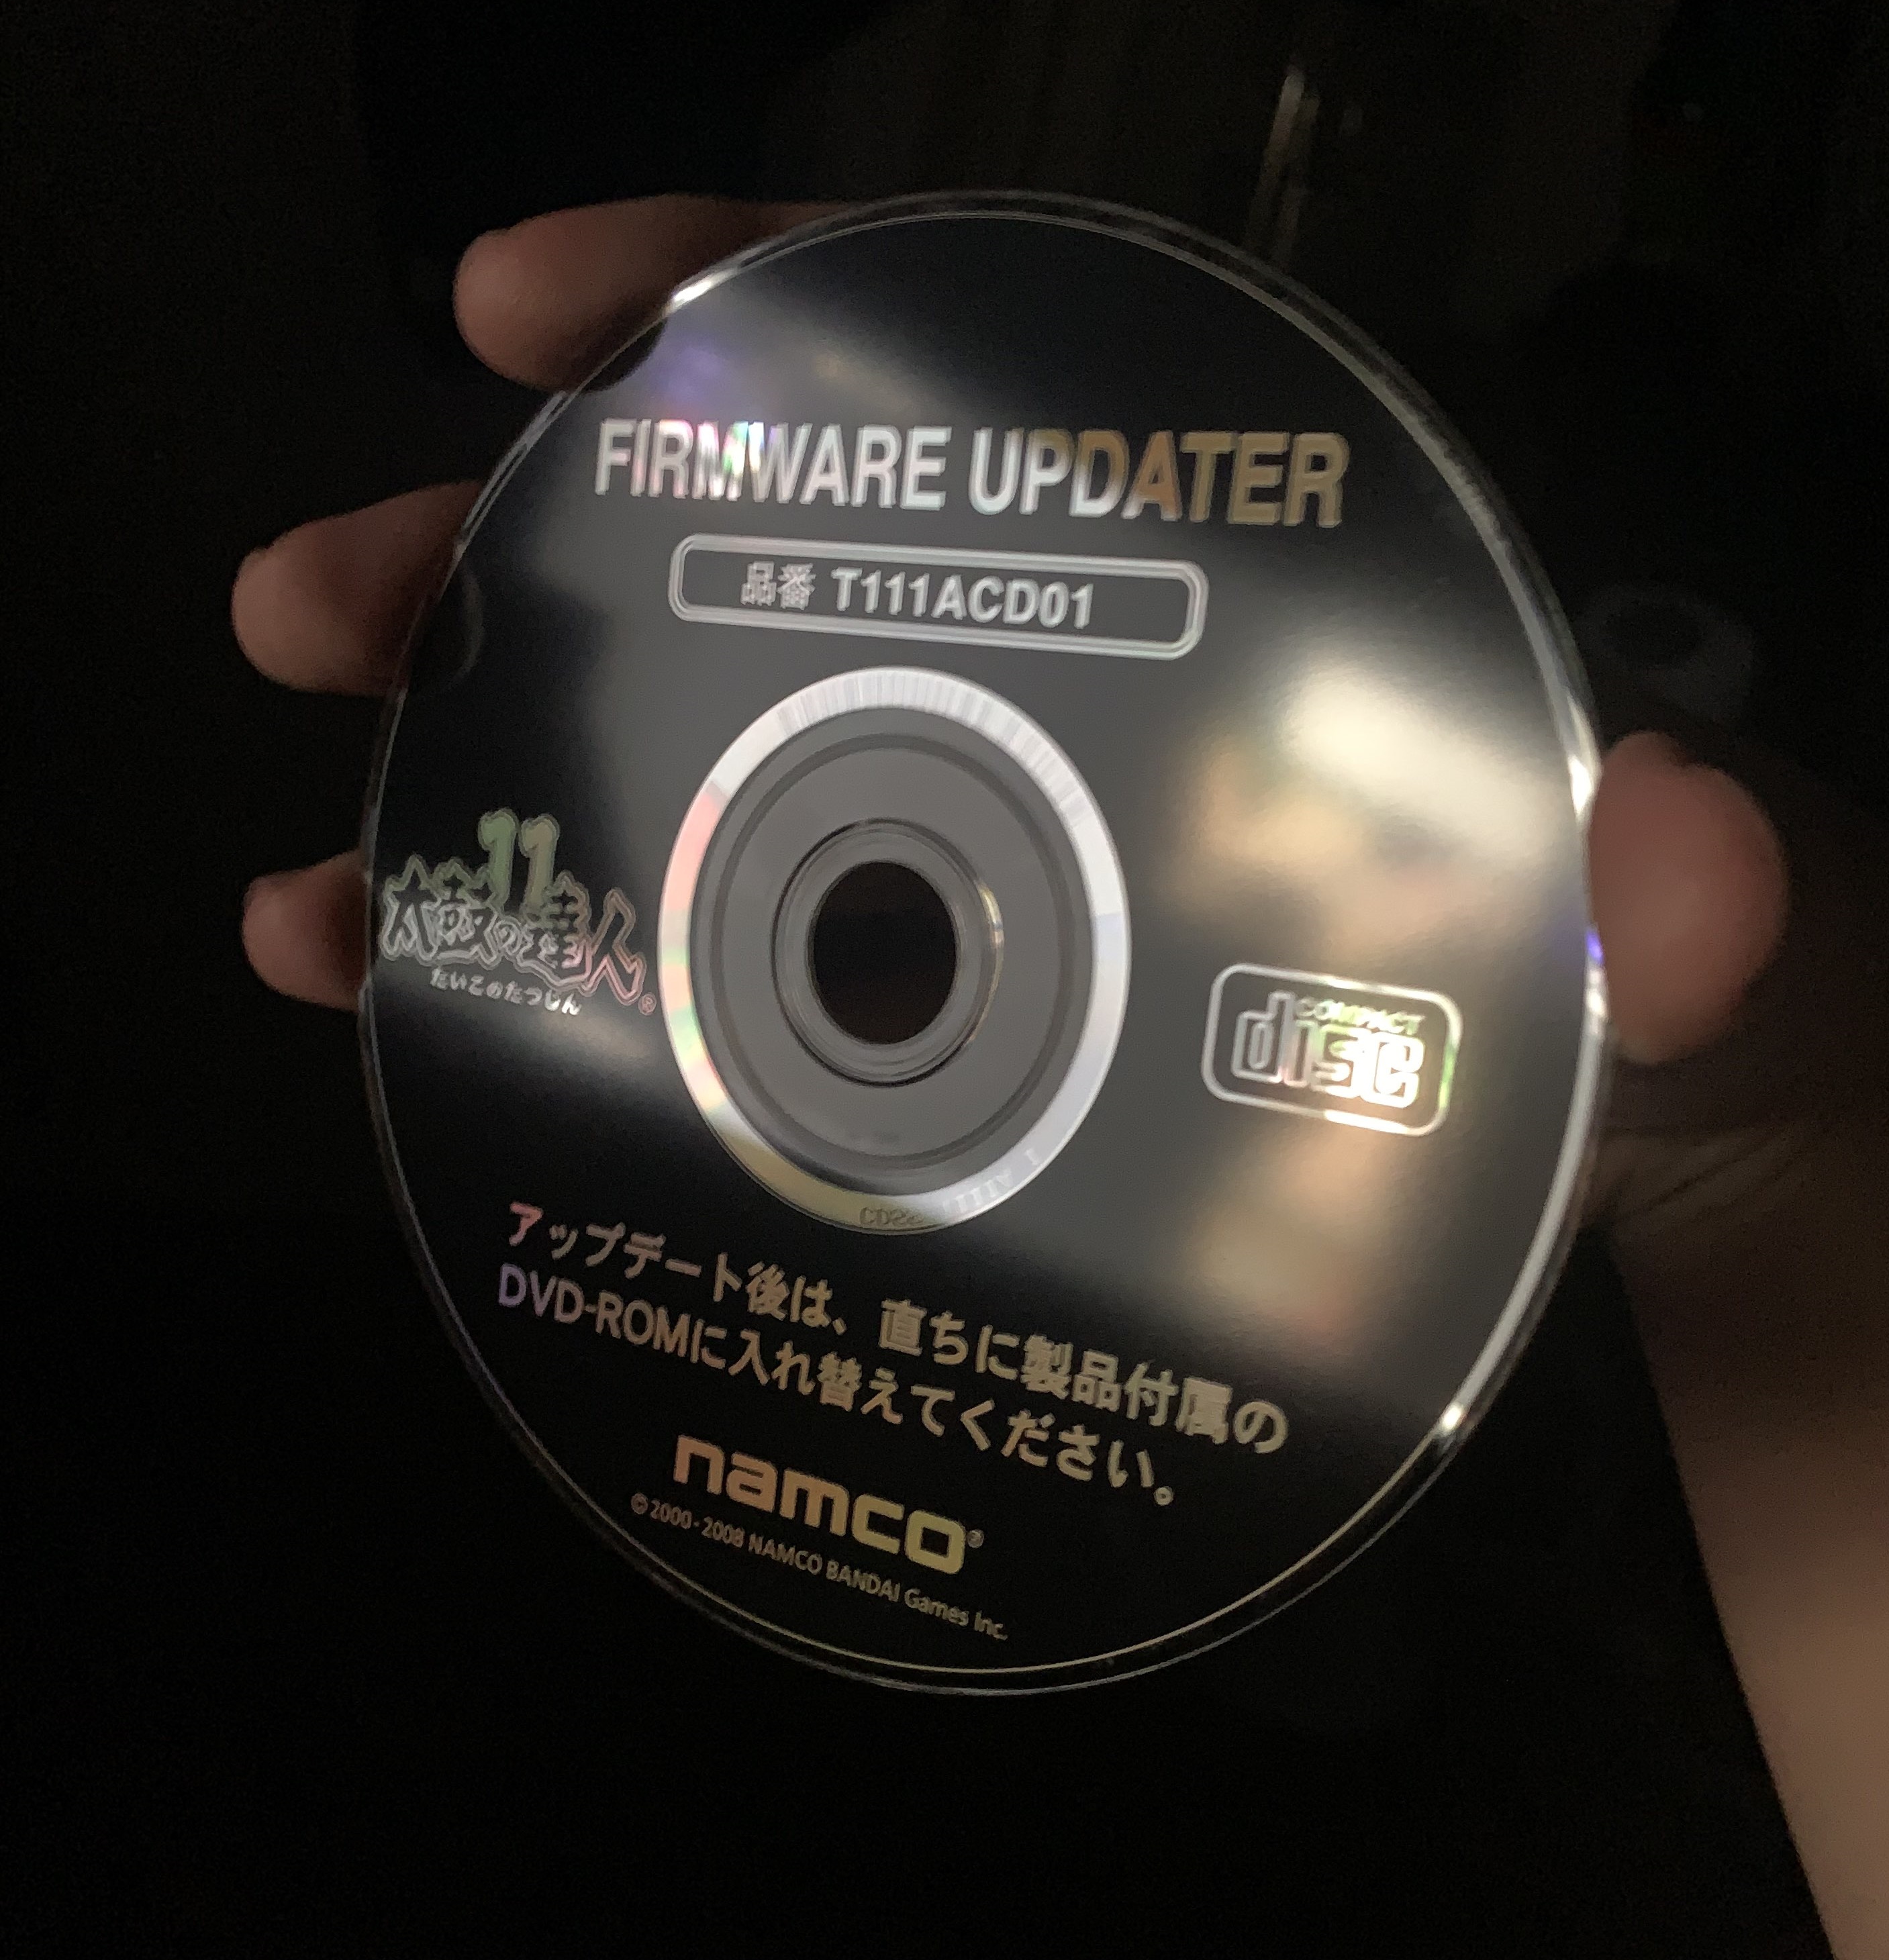 FIRMWARE UPDATER
品番 T111ACD01
11
太鼓の達人®
たいこのたつじん
COMPACT
disc
アップデート後は、直ちに製品付属の
DVD-ROMに入れ替えてください。
namco®
©2000-2008 NAMCO BANDAI Games Inc.